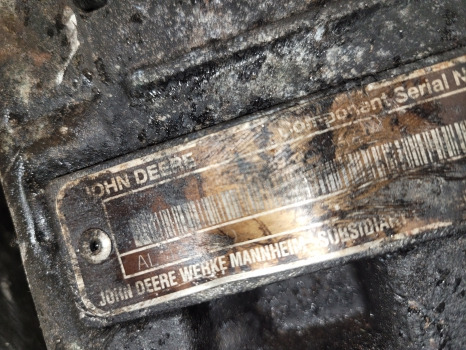 JOHN DEERE Component Serial N
AL
JOHN DEERE WERKE MANNHEIM SUBSIDIARY